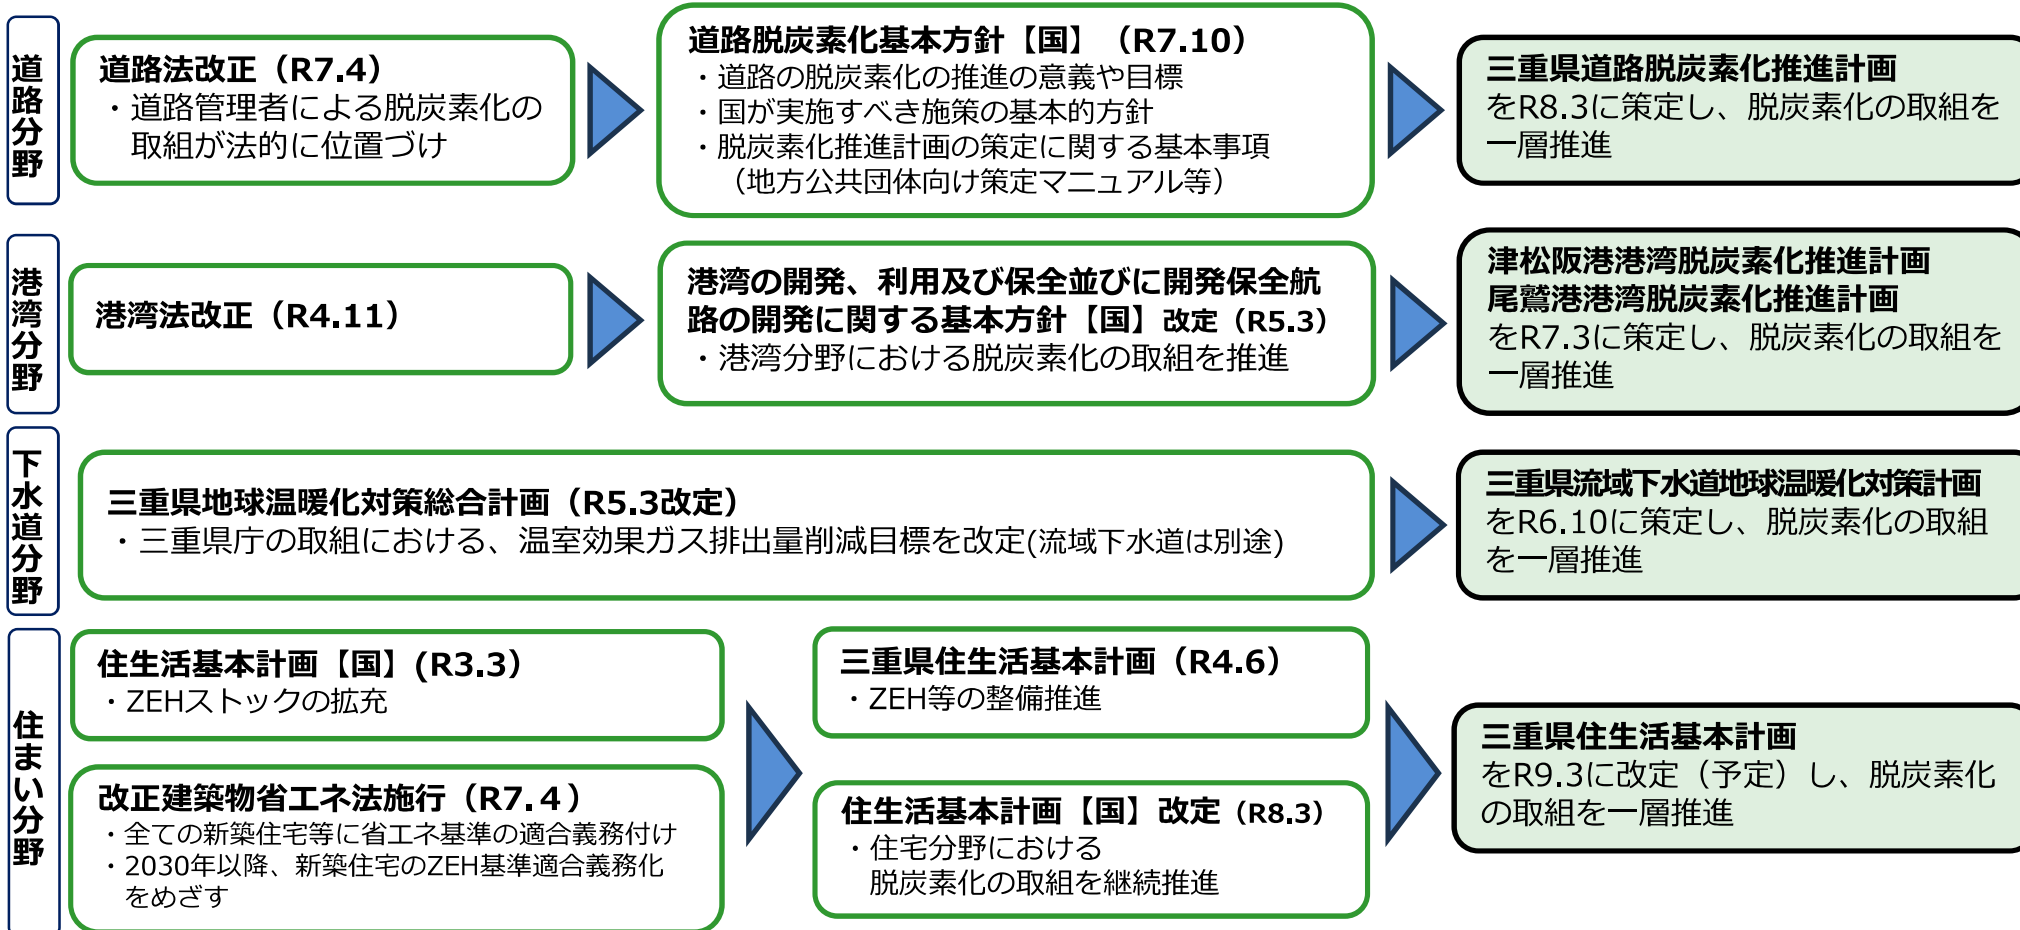 道路分野
道路法改正（R7.4）
・道路管理者による脱炭素化の
取組が法的に位置づけ
道路脱炭素化基本方針【国】（R7.10）
・道路の脱炭素化の推進の意義や目標
・国が実施すべき施策の基本的方針
・脱炭素化推進計画の策定に関する基本事項
（地方公共団体向け策定マニュアル等）
三重県道路脱炭素化推進計画
をR8.3に策定し、脱炭素化の取組を
一層推進
港湾分野
港湾法改正（R4.11）
港湾の開発、利用及び保全並びに開発保全航
路の開発に関する基本方針【国】改定（R5.3）
・港湾分野における脱炭素化の取組を推進
津松阪港港湾脱炭素化推進計画
尾鷲港港湾脱炭素化推進計画
をR7.3に策定し、脱炭素化の取組を
一層推進
下水道分野
三重県地球温暖化対策総合計画（R5.3改定）
・三重県庁の取組における、温室効果ガス排出量削減目標を改定(流域下水道は別途)
三重県流域下水道地球温暖化対策計画
をR6.10に策定し、脱炭素化の取組
を一層推進
住まい分野
住生活基本計画【国】(R3.3）
・ZEHストックの拡充
改正建築物省エネ法施行（R7.４）
・全ての新築住宅等に省エネ基準の適合義務付け
・2030年以降、新築住宅のZEH基準適合義務化
をめざす
三重県住生活基本計画（R4.6）
・ZEH等の整備推進
住生活基本計画【国】改定（R8.3）
・住宅分野における
脱炭素化の取組を継続推進
三重県住生活基本計画
をR9.3に改定（予定）し、脱炭素化
の取組を一層推進